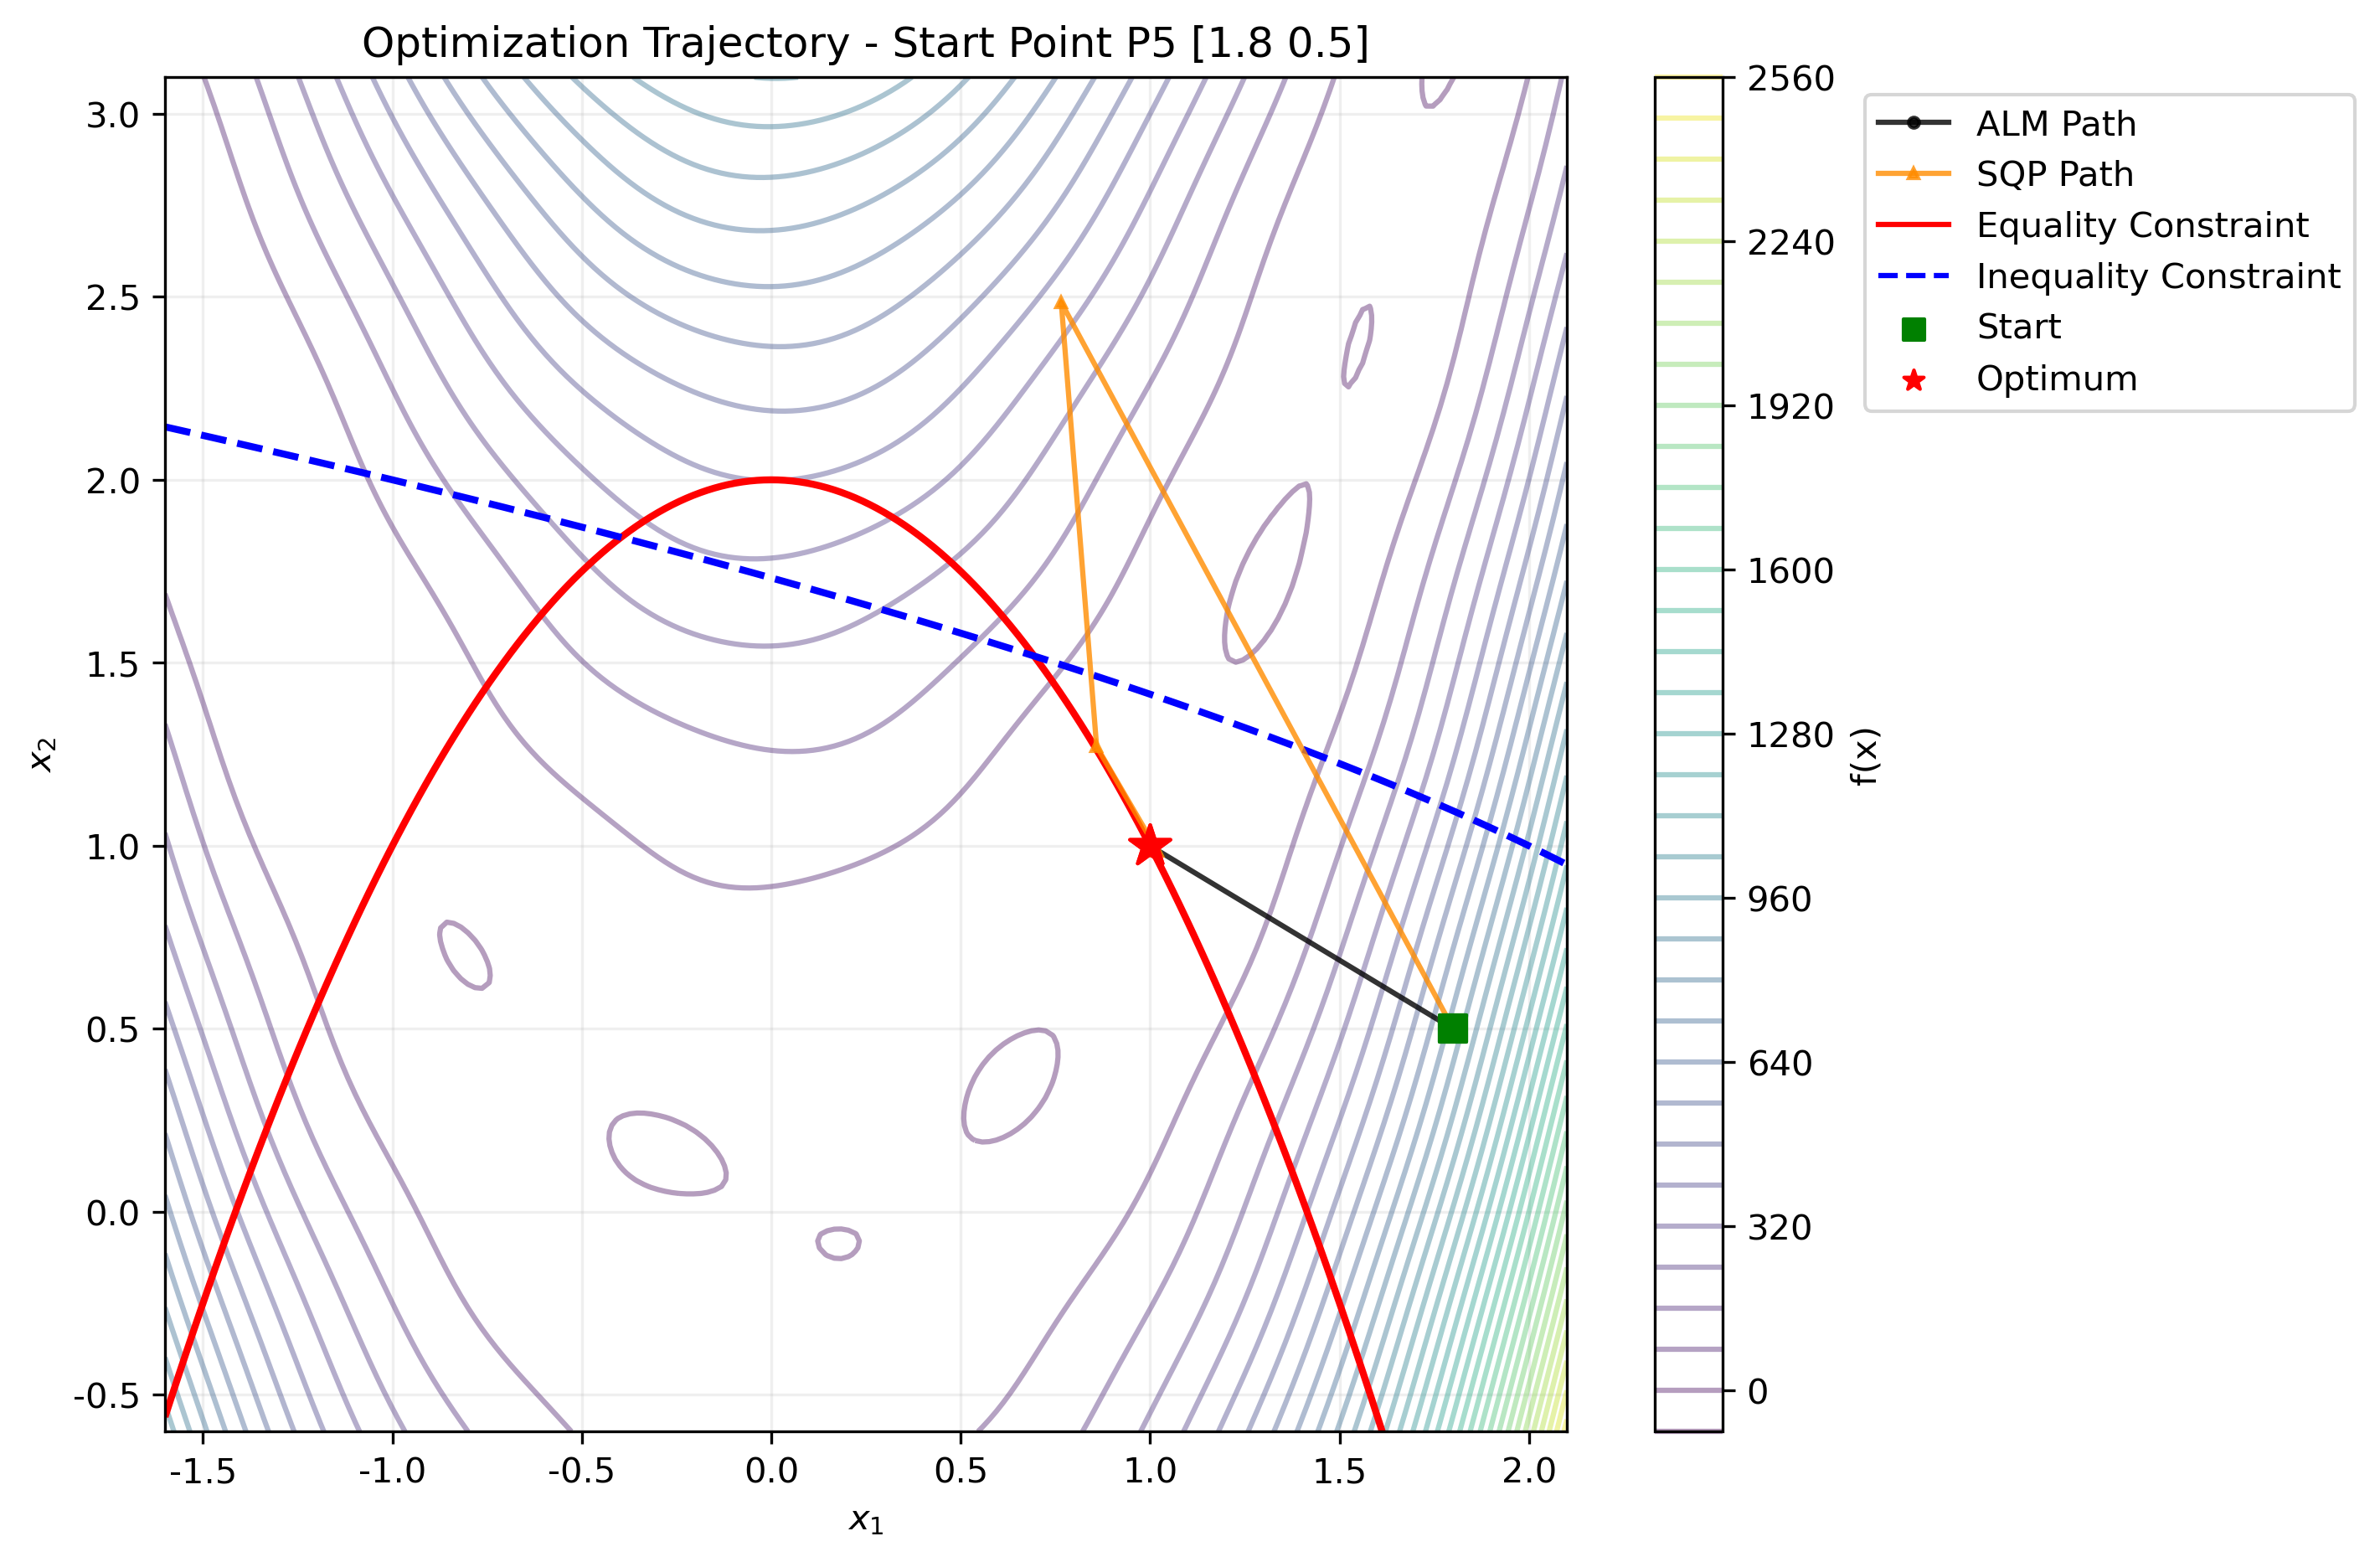 Optimization Trajectory - Start Point P5 [1.8 0.5]
3.0
2.5
2.0
1.5
1.0
0.5
0.0
-0.5
x2
-1.5 -1.0 -0.5 0.0 0.5 1.0 1.5 2.0
x1
2560
2240
1920
1600
1280
960
640
320
0
f(x)
ALM Path
SQP Path
Equality Constraint
Inequality Constraint
Start
Optimum